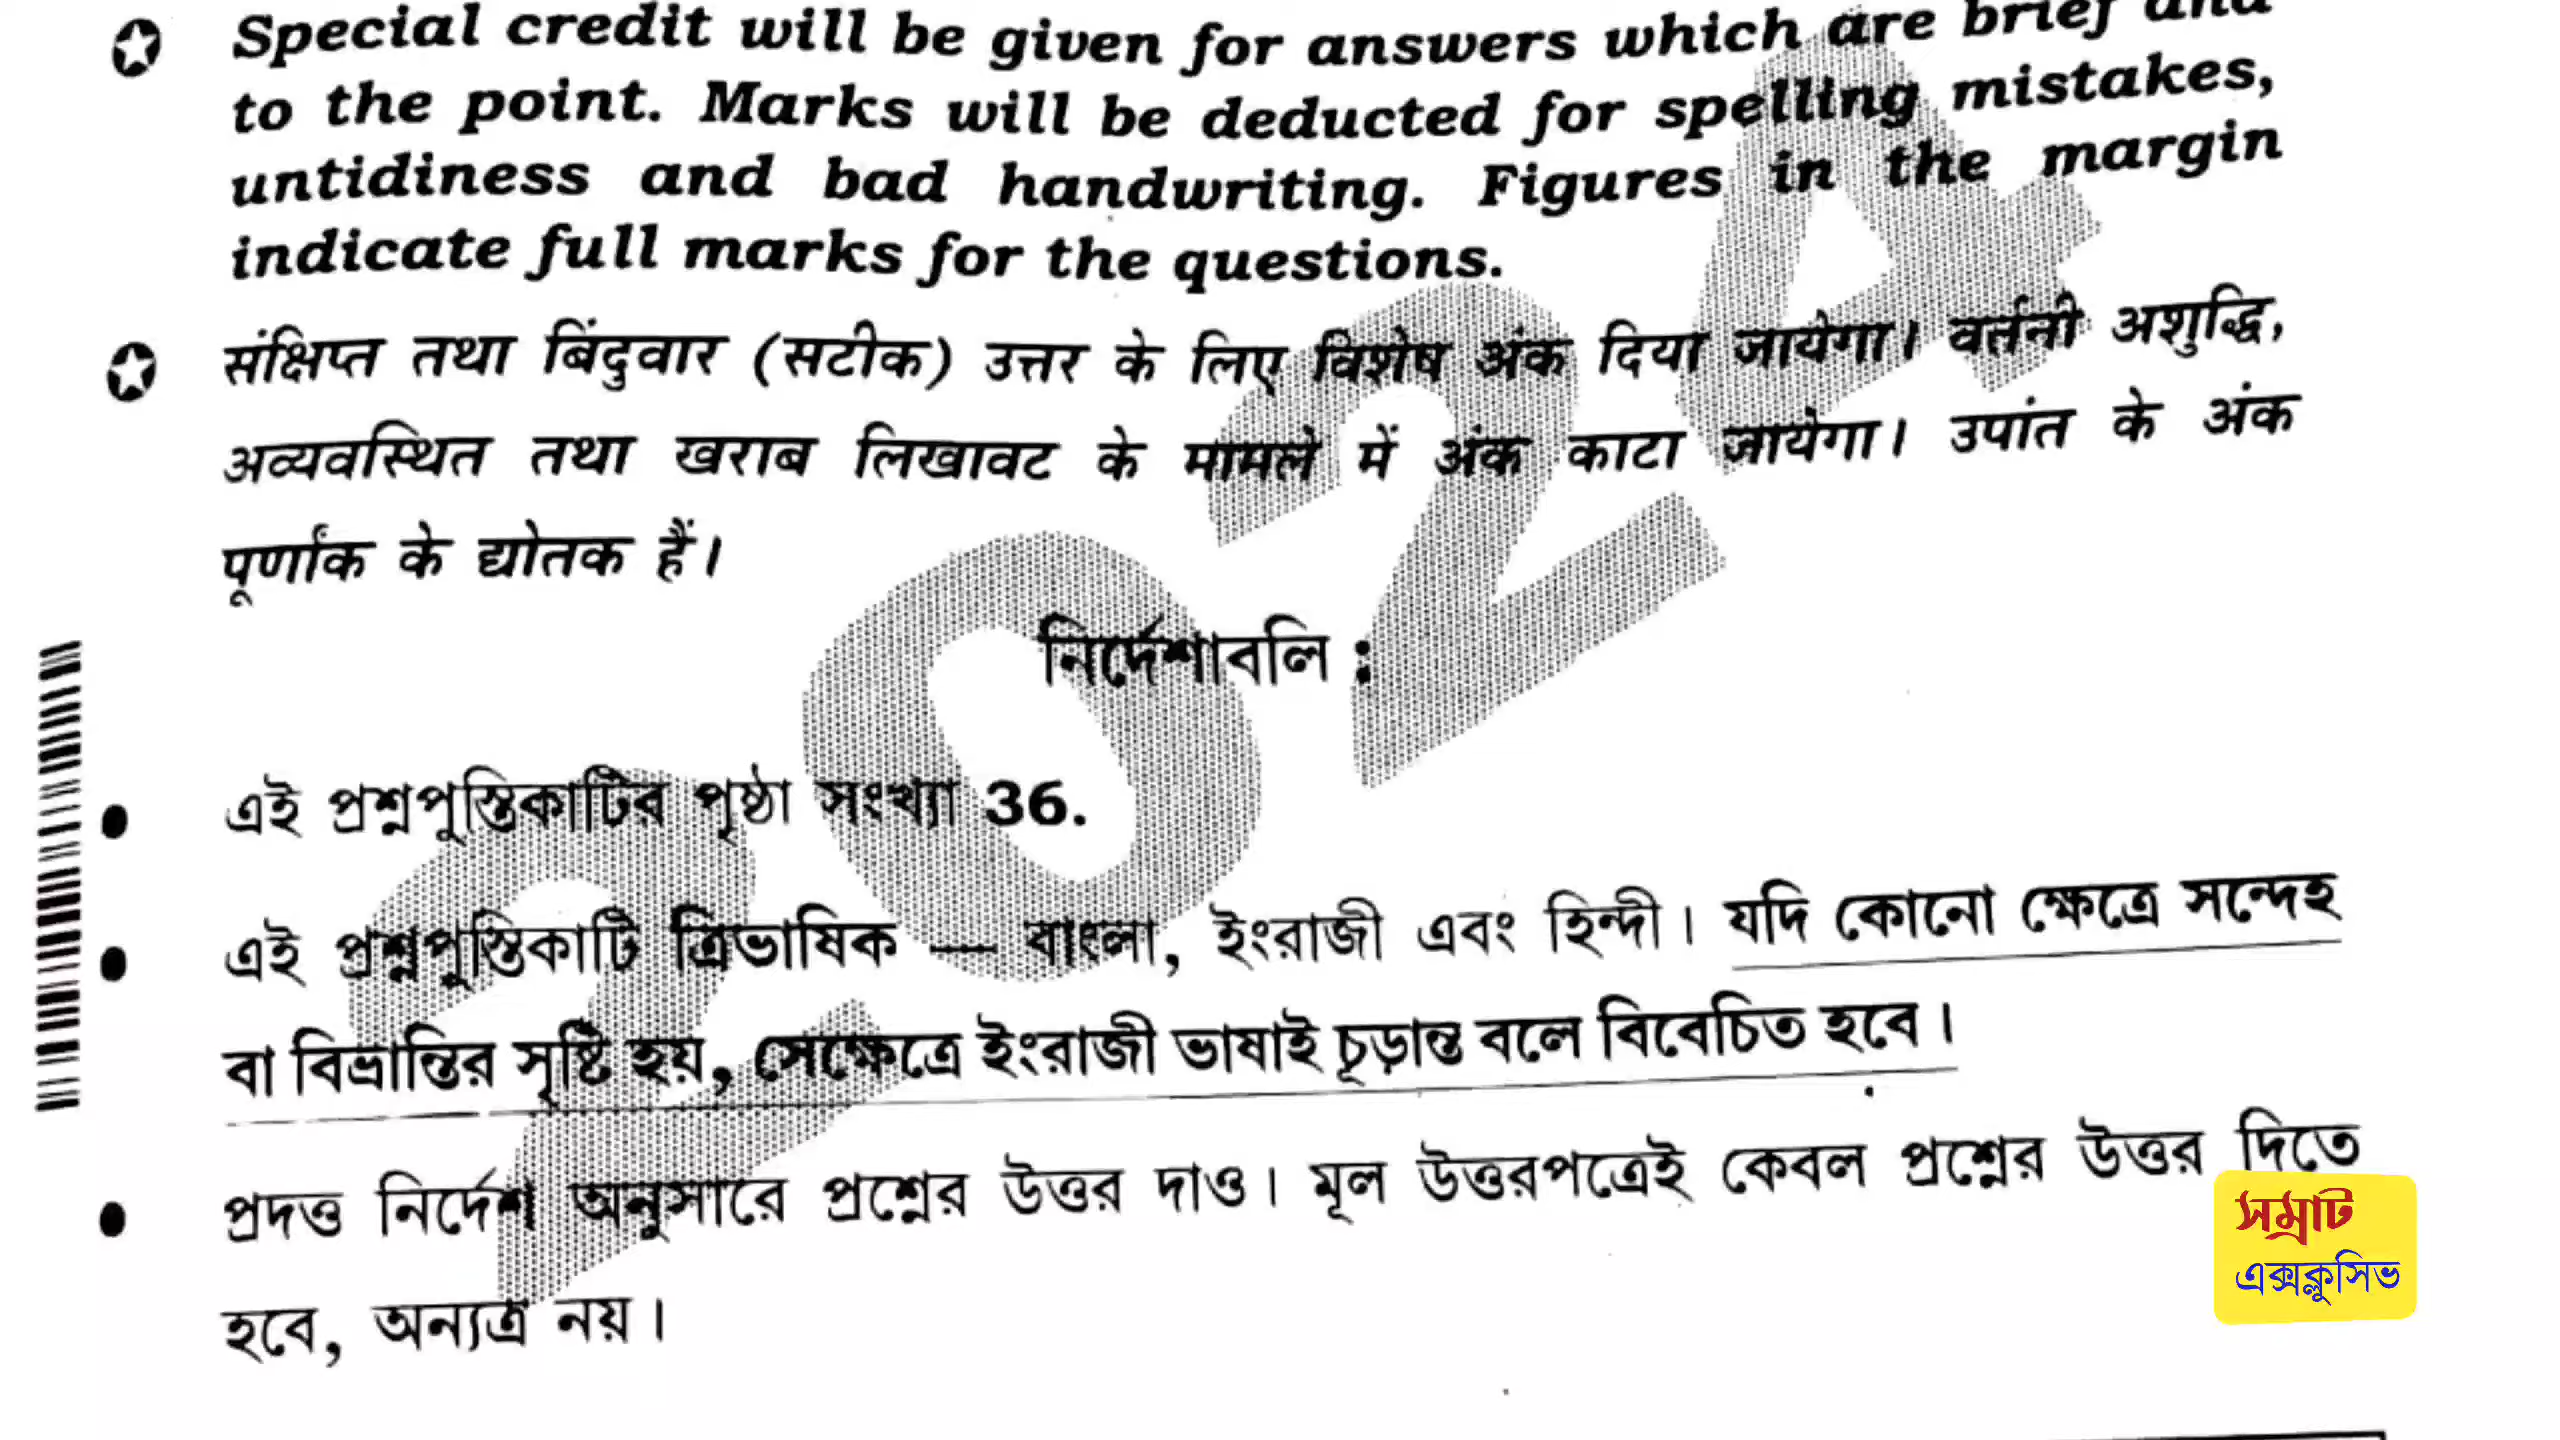 Special credit will be given for answers which are brief and
to the point. Marks will be deducted for spelling mistakes,
untidiness and bad handwriting. Figures in the margin
indicate full marks for the questions.
संक्षिप्त तथा बिंदुवार (सटीक) उत्तर के लिए विशेष अंक दिया जायेगा। वर्तनी अशुद्धि,
अव्यवस्थित तथा खराब लिखावट के मामले में अंक काटा जायेगा। उपांत के अंक
पूर्णांक के द्योतक हैं।
নির্দেশাবলি :
এই প্রশ্নপুস্তিকাটির পৃষ্ঠা সংখ্যা 36.
এই প্রশ্নপুস্তিকাটি ত্রিভাষিক — বাংলা, ইংরাজী এবং হিন্দী। যদি কোনো ক্ষেত্রে সন্দেহ
বা বিভ্রান্তির সৃষ্টি হয়, সেক্ষেত্রে ইংরাজী ভাষাই চূড়ান্ত বলে বিবেচিত হবে।
প্রদত্ত নির্দেশ অনুসারে প্রশ্নের উত্তর দাও। মূল উত্তরপত্রেই কেবল প্রশ্নের উত্তর দিতে
হবে, অন্যত্র নয়।
2024
সম্রাট
এক্সক্লুসিভ